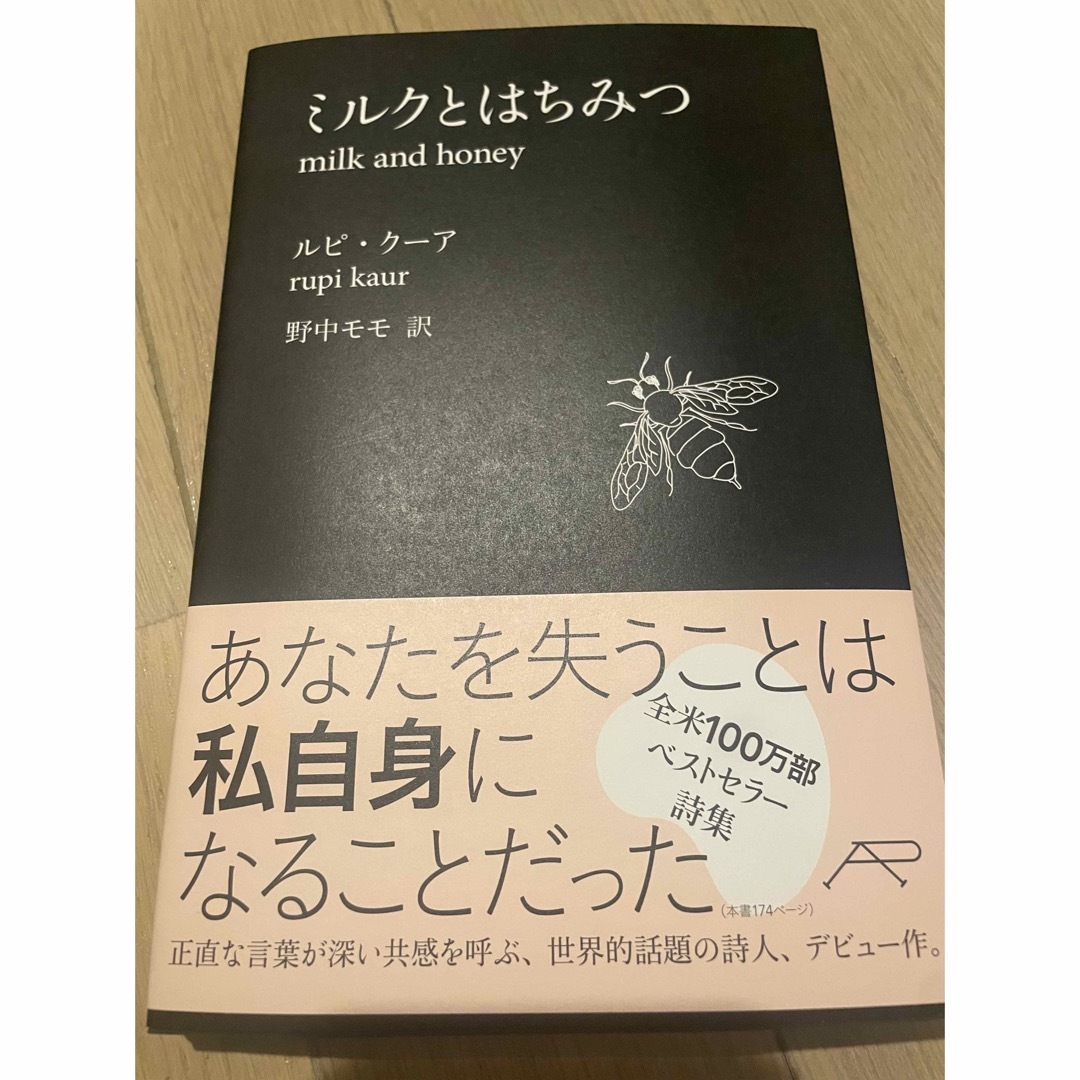 ミルクとはちみつ
milk and honey
ルピ・クーア
rupi kaur
野中モモ 訳
あなたを失うことは
私自身に
なることだった
(本書174ページ)
全米100万部
ベストセラー
詩集
正直な言葉が深い共感を呼ぶ、世界的話題の詩人、デビュー作。